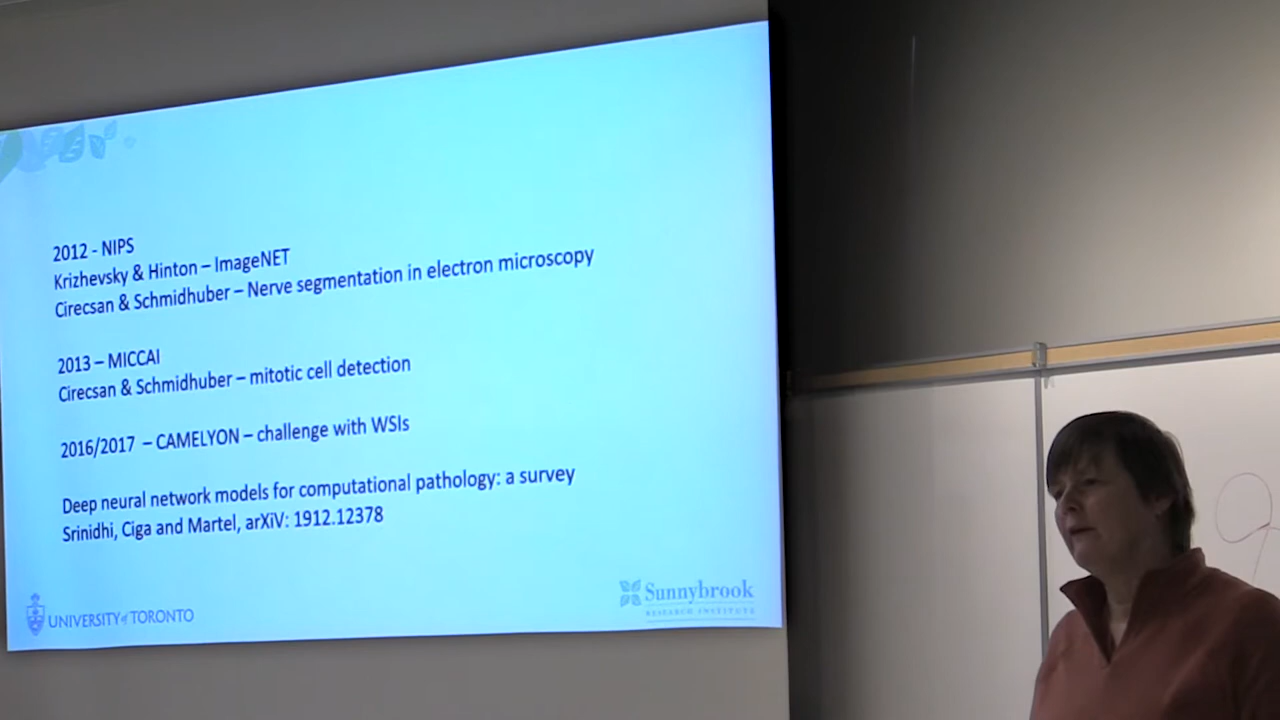 2012 - NIPS
Krizhevsky & Hinton – ImageNET
Cirecsan & Schmidhuber – Nerve segmentation in electron microscopy
2013 – MICCAI
Cirecsan & Schmidhuber – mitotic cell detection
2016/2017 – CAMELYON – challenge with WSIs
Deep neural network models for computational pathology: a survey
Srinidhi, Ciga and Martel, arXiV: 1912.12378
UNIVERSITY of TORONTO
Sunnybrook
RESEARCH INSTITUTE